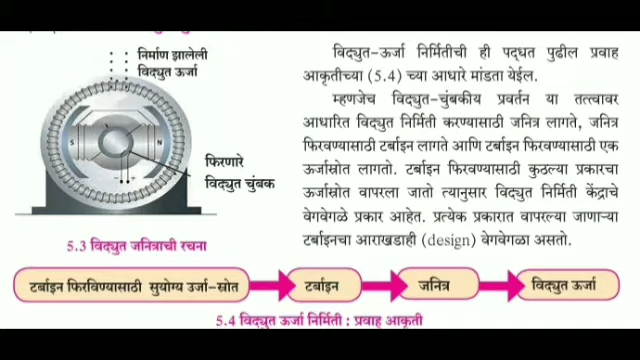 निर्माण झालेली
विद्युत ऊर्जा
S
N
– +
फिरणारे
विद्युत चुंबक
5.3 विद्युत जनित्राची रचना
विद्युत-ऊर्जा निर्मितीची ही पद्धत पुढील प्रवाह
आकृतीच्या (5.4) च्या आधारे मांडता येईल.
म्हणजेच विद्युत-चुंबकीय प्रवर्तन या तत्त्वावर
आधारित विद्युत निर्मिती करण्यासाठी जनित्र लागते, जनित्र
फिरवण्यासाठी टर्बाइन लागते आणि टर्बाइन फिरवण्यासाठी एक
ऊर्जास्रोत लागतो. टर्बाइन फिरवण्यासाठी कुठल्या प्रकारचा
ऊर्जास्रोत वापरला जातो त्यानुसार विद्युत निर्मिती केंद्राचे
वेगवेगळे प्रकार आहेत. प्रत्येक प्रकारात वापरल्या जाणाऱ्या
टर्बाइनचा आराखडाही (design) वेगवेगळा असतो.
टर्बाइन फिरविण्यासाठी सुयोग्य उर्जा-स्रोत
टर्बाइन
जनित्र
विद्युत ऊर्जा
5.4 विद्युत ऊर्जा निर्मिती : प्रवाह आकृती